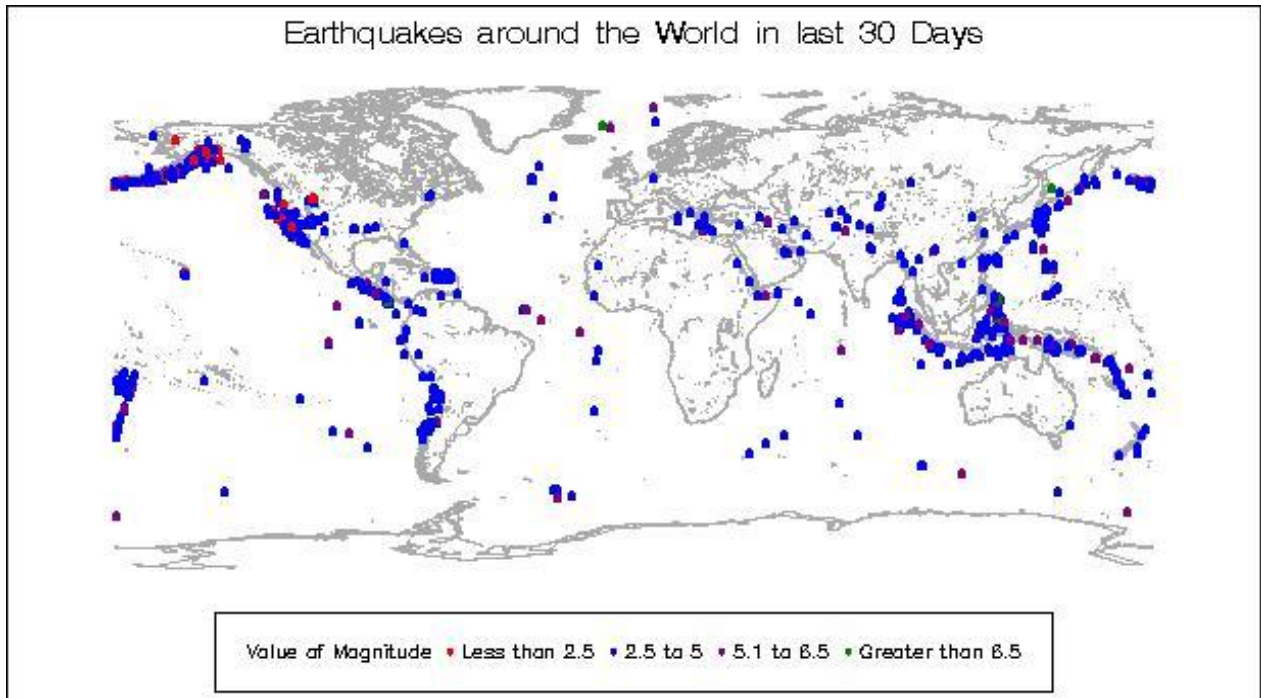 Earthquakes around the World in last 30 Days
Value of Magnitude Less than 2.5 2.5 to 5 5.1 to 6.5 Greater than 6.5